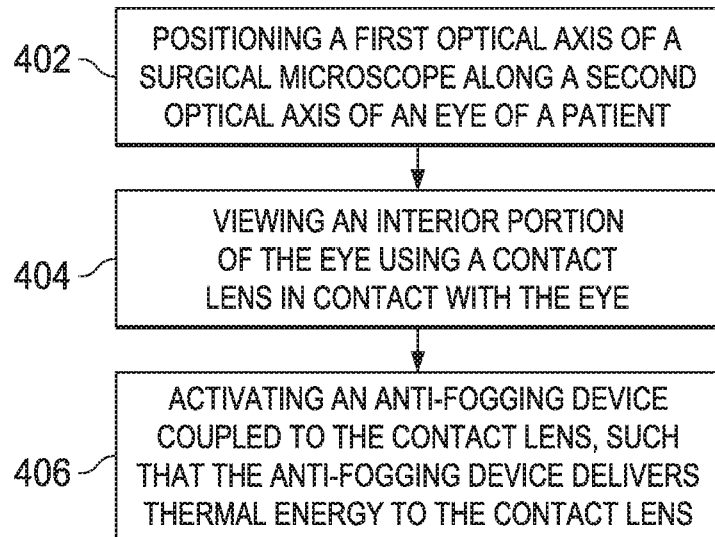 402
POSITIONING A FIRST OPTICAL AXIS OF A
SURGICAL MICROSCOPE ALONG A SECOND
OPTICAL AXIS OF AN EYE OF A PATIENT
404
VIEWING AN INTERIOR PORTION
OF THE EYE USING A CONTACT
LENS IN CONTACT WITH THE EYE
406
ACTIVATING AN ANTI-FOGGING DEVICE
COUPLED TO THE CONTACT LENS, SUCH
THAT THE ANTI-FOGGING DEVICE DELIVERS
THERMAL ENERGY TO THE CONTACT LENS